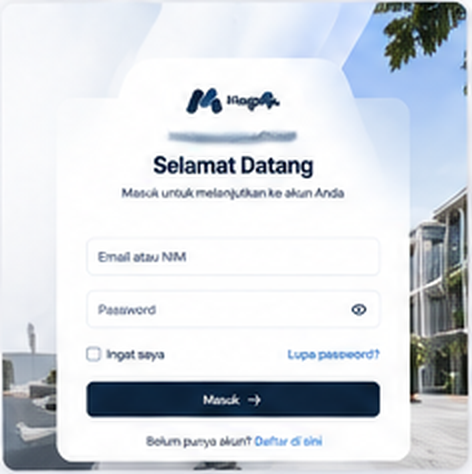 Selamat Datang
Masuk untuk melanjutkan ke akun Anda
Email atau NIM
Password
Ingat saya
Lupa password?
Masuk →
Belum punya akun? Daftar di sini